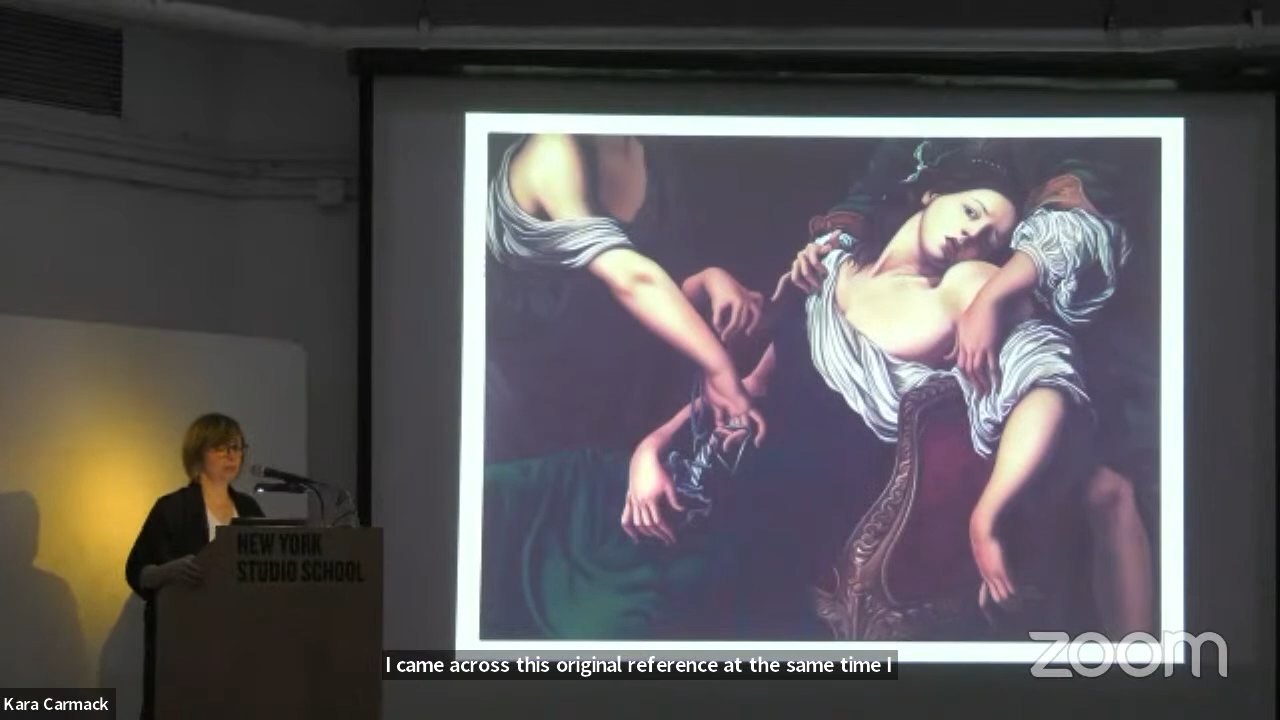 NEW YORK
STUDIO SCHOOL
I came across this original reference at the same time I
zoom
Kara Carmack